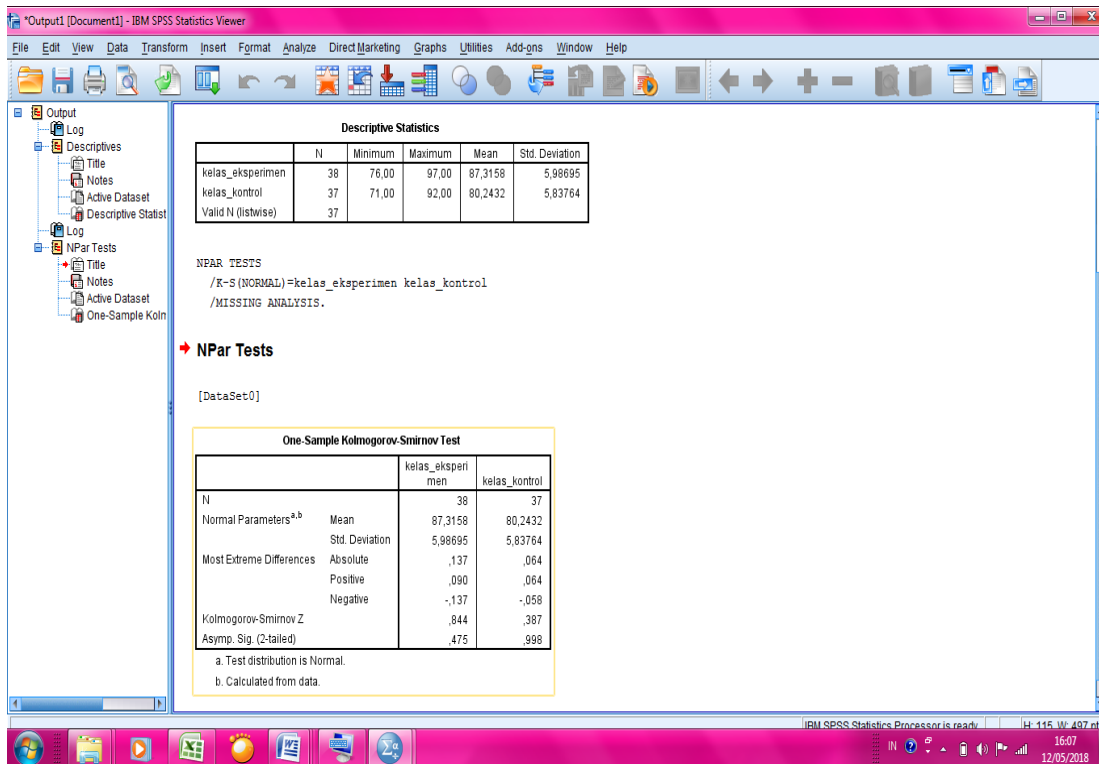 *Output1 [Document1] - IBM SPSS Statistics Viewer
File Edit View Data Transform Insert Format Analyze Direct Marketing Graphs Utilities Add-ons Window Help
Output
Log
Descriptives
Title
Notes
Active Dataset
Descriptive Statist
Log
NPar Tests
Title
Notes
Active Dataset
One-Sample Kolm
Descriptive Statistics
N Minimum Maximum Mean Std. Deviation
kelas_eksperimen 38 76,00 97,00 87,3158 5,98695
kelas_kontrol 37 71,00 92,00 80,2432 5,83764
Valid N (listwise) 37
NPAR TESTS
/K-S(NORMAL)=kelas_eksperimen kelas_kontrol
/MISSING ANALYSIS.
NPar Tests
[DataSet0]
One-Sample Kolmogorov-Smirnov Test
kelas_eksperi
men kelas_kontrol
N 38 37
Normal Parametersa,b Mean 87,3158 80,2432
Std. Deviation 5,98695 5,83764
Most Extreme Differences Absolute ,137 ,064
Positive ,090 ,064
Negative -,137 -,058
Kolmogorov-Smirnov Z ,844 ,387
Asymp. Sig. (2-tailed) ,475 ,998
a. Test distribution is Normal.
b. Calculated from data.
IBM SPSS Statistics Processor is ready H: 115, W: 497 pt
IN 16:07
12/05/2018